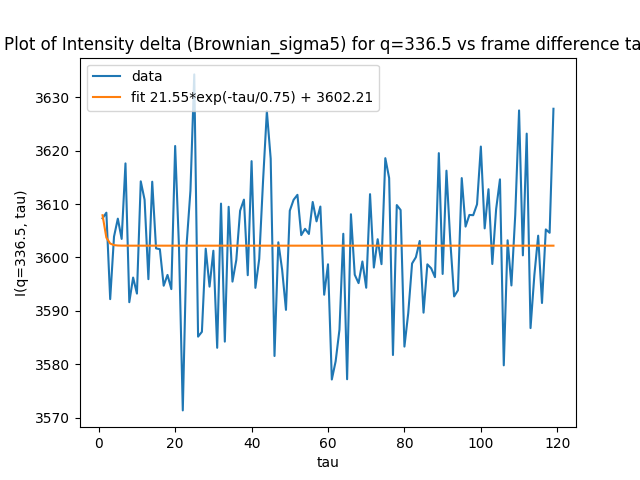 Plot of Intensity delta (Brownian_sigma5) for q=336.5 vs frame difference ta
data
fit 21.55*exp(-tau/0.75) + 3602.21
I(q=336.5, tau)
3630
3620
3610
3600
3590
3580
3570
0 20 40 60 80 100 120
tau